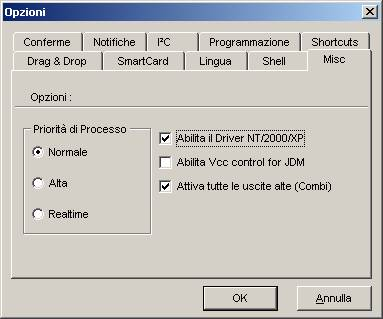 Opzioni
Conferme Notifiche I²C Programmazione Shortcuts
Drag & Drop SmartCard Lingua Shell Misc
Opzioni :
Priorità di Processo
Normale
Alta
Realtime
Abilita il Driver NT/2000/XP
Abilita Vcc control for JDM
Attiva tutte le uscite alte (Combi)
OK Annulla